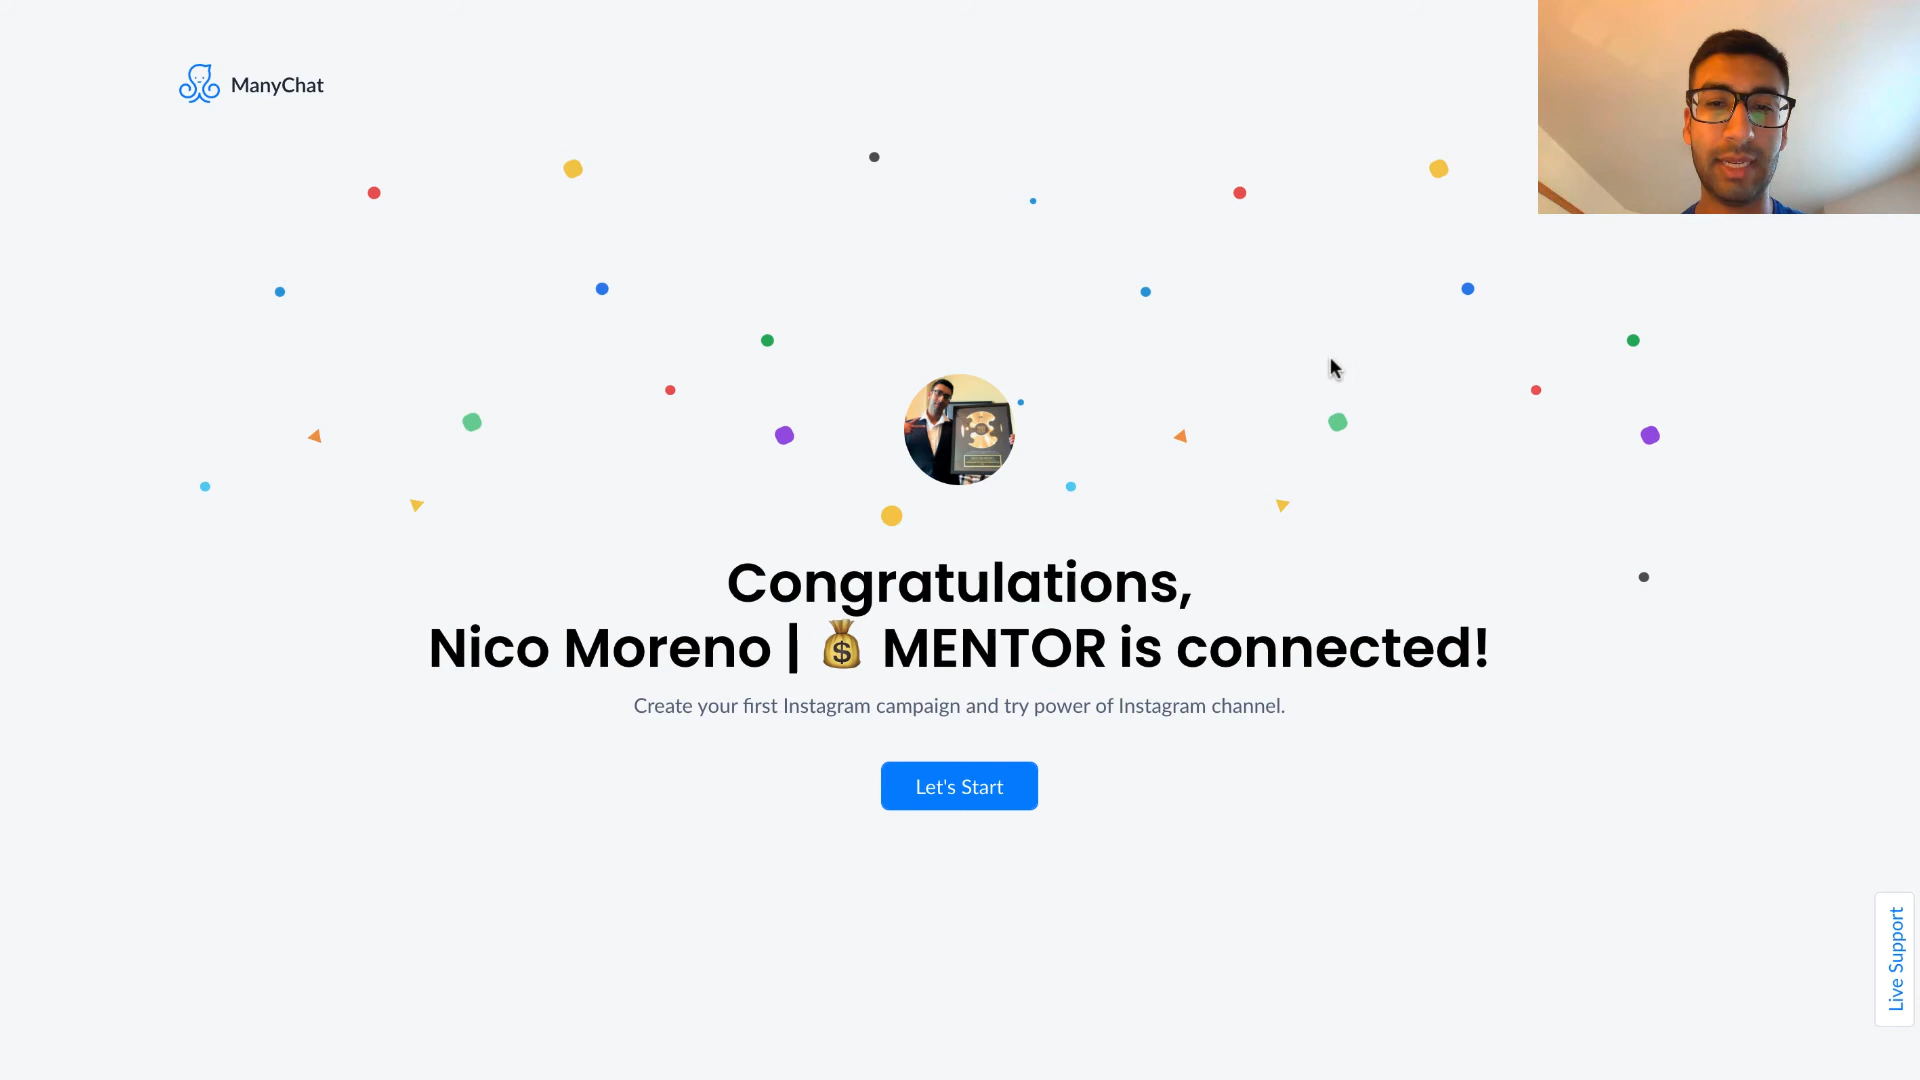 ManyChat
Congratulations,
Nico Moreno | 💰 MENTOR is connected!
Create your first Instagram campaign and try power of Instagram channel.
Let's Start
Live Support